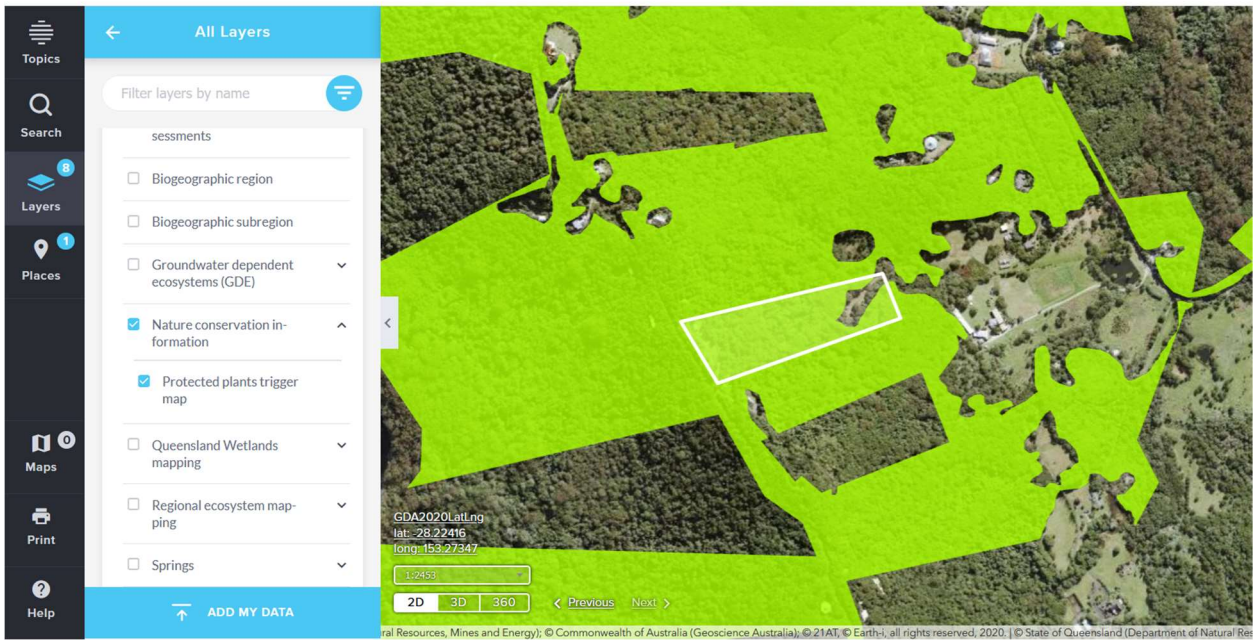 Topics
Search
8
Layers
1
Places
0
Maps
Print
Help
All Layers
Filter layers by name
sessments
Biogeographic region
Biogeographic subregion
Groundwater dependent
ecosystems (GDE)
Nature conservation in-
formation
Protected plants trigger
map
Queensland Wetlands
mapping
Regional ecosystem map-
ping
Springs
ADD MY DATA
GDA2020LatLng
lat: -28.22416
long: 153.27347
1:2453
2D 3D 360 Previous Next
ral Resources, Mines and Energy); © Commonwealth of Australia (Geoscience Australia); © 21AT, © Earth-i, all rights reserved, 2020. | © State of Queensland (Department of Natural Re